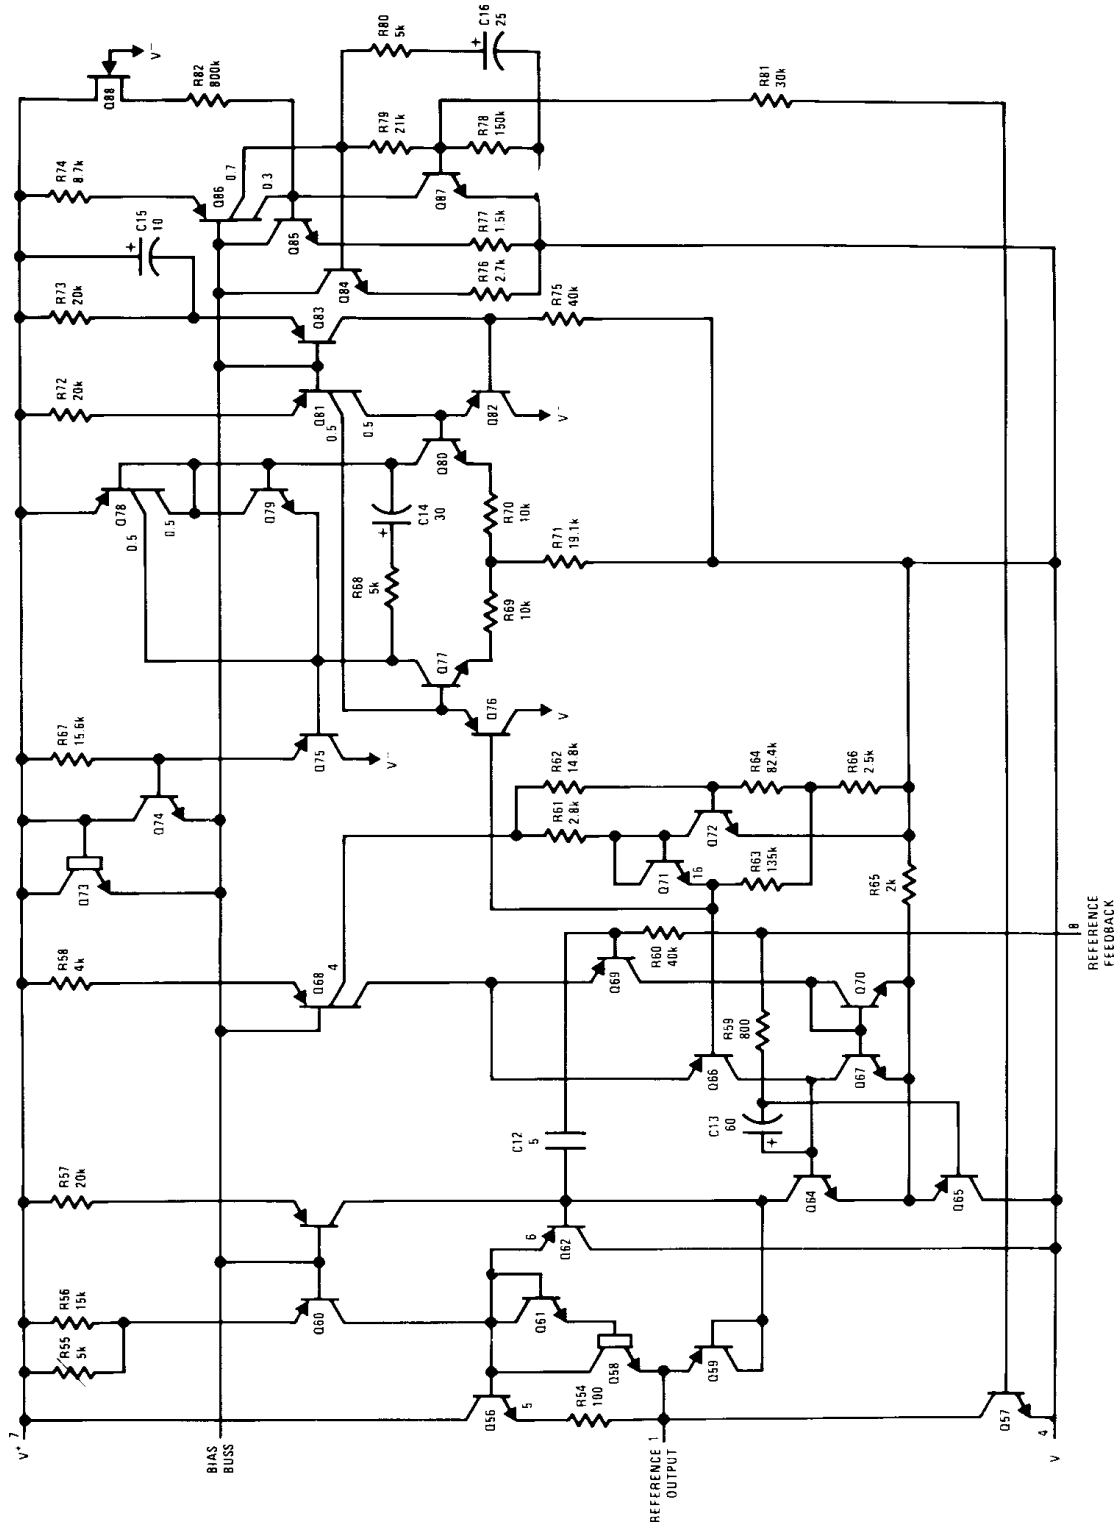 V⁺
7
R55
5k
R56
15k
R57
20k
R58
4k
R67
15.6k
R72
20k
R73
20k
C15
10
R74
8.7k
Q88
V⁻
R82
800k
Q73
Q74
Q78
0.5
0.5
Q86
0.7
0.3
BIAS
BUSS
Q60
Q68
4
Q75
V⁻
Q79
Q81
0.5
0.5
Q83
Q84
Q85
R80
5k
C16
25
R79
21k
R78
150k
Q87
R68
5k
C14
30
Q77
Q80
Q76
V
Q82
V⁻
R69
10k
R70
10k
R71
19.1k
R75
40k
R76
2.7k
R77
1.5k
Q56
5
R54
100
Q61
Q58
Q62
6
C12
5
Q59
Q69
R60
40k
R61
2.8k
R62
14.8k
Q71
16
Q72
R63
135k
R64
82.4k
R66
2.5k
R65
2k
R59
800
Q66
C13
60
Q64
Q67
Q70
Q65
R81
30k
REFERENCE
OUTPUT
1
Q57
V
4
8
REFERENCE
FEEDBACK